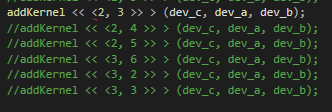 addKernel << <2, 3 >> > (dev_c, dev_a, dev_b);
//addKernel << <2, 4 >> > (dev_c, dev_a, dev_b);
//addKernel << <2, 5 >> > (dev_c, dev_a, dev_b);
//addKernel << <3, 6 >> > (dev_c, dev_a, dev_b);
//addKernel << <3, 2 >> > (dev_c, dev_a, dev_b);
//addKernel << <3, 3 >> > (dev_c, dev_a, dev_b);